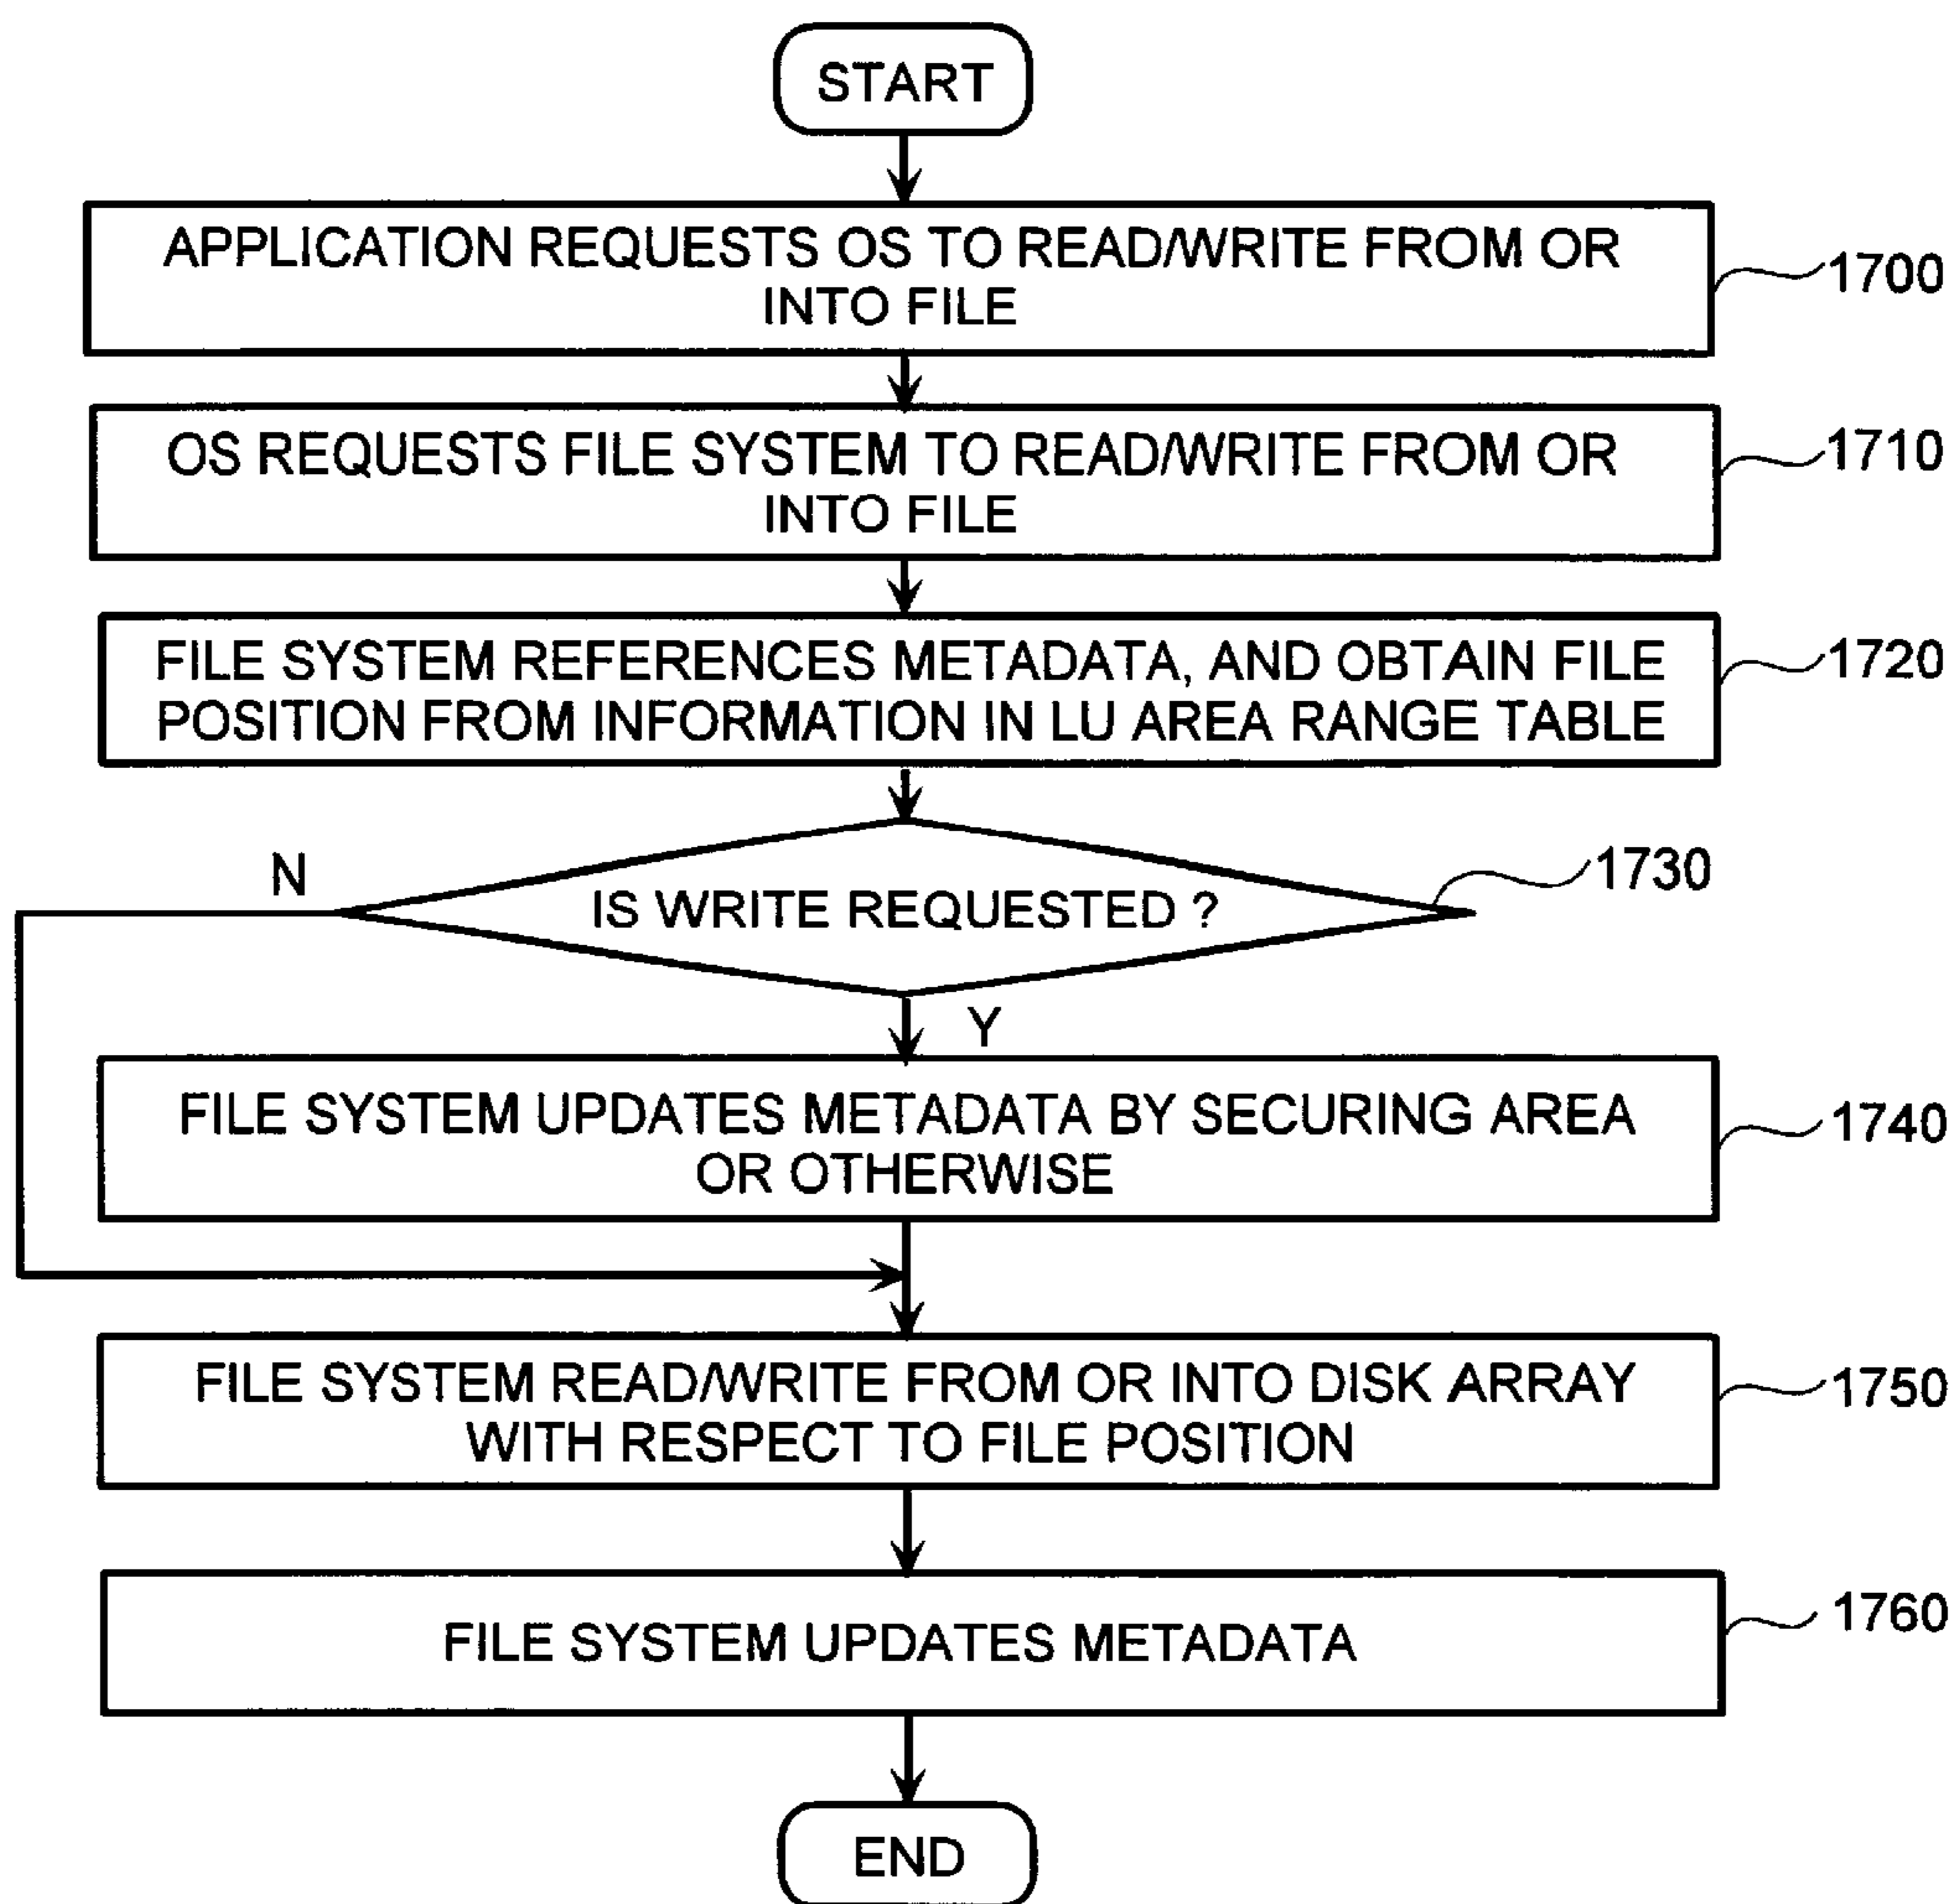 START
APPLICATION REQUESTS OS TO READ/WRITE FROM OR
INTO FILE
1700
OS REQUESTS FILE SYSTEM TO READ/WRITE FROM OR
INTO FILE
1710
FILE SYSTEM REFERENCES METADATA, AND OBTAIN FILE
POSITION FROM INFORMATION IN LU AREA RANGE TABLE
1720
N
IS WRITE REQUESTED ?
1730
Y
FILE SYSTEM UPDATES METADATA BY SECURING AREA
OR OTHERWISE
1740
FILE SYSTEM READ/WRITE FROM OR INTO DISK ARRAY
WITH RESPECT TO FILE POSITION
1750
FILE SYSTEM UPDATES METADATA
1760
END